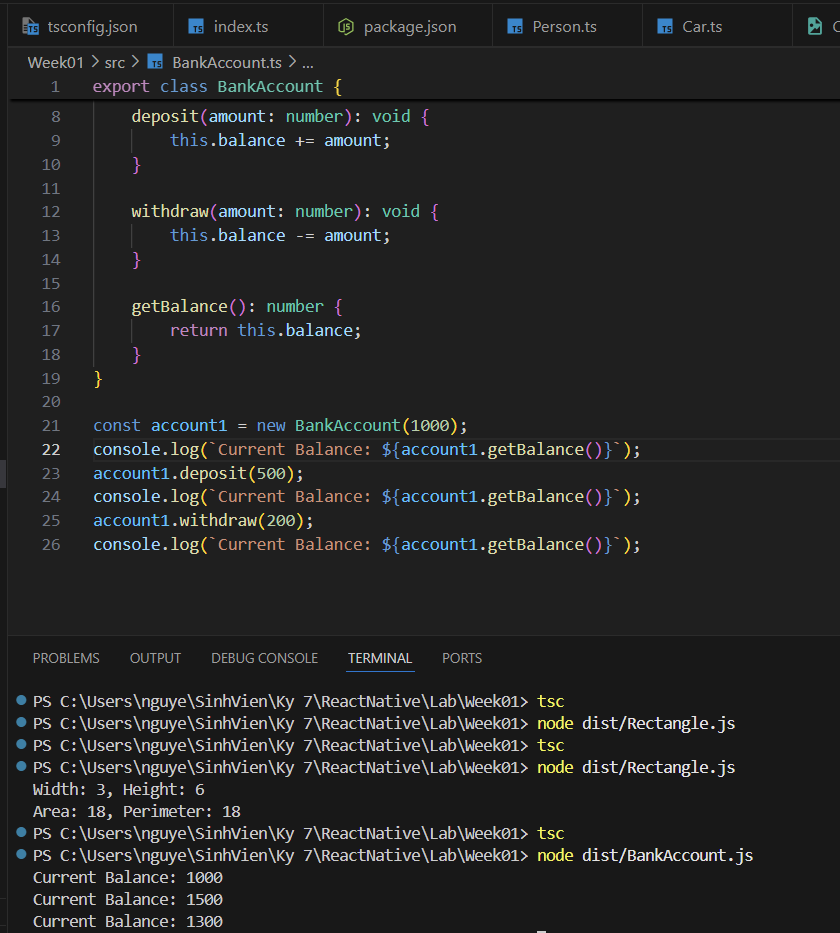 tsconfig.json index.ts package.json Person.ts Car.ts
Week01 > src > BankAccount.ts > ...
1 export class BankAccount {
8 deposit(amount: number): void {
9 this.balance += amount;
10 }
11
12 withdraw(amount: number): void {
13 this.balance -= amount;
14 }
15
16 getBalance(): number {
17 return this.balance;
18 }
19 }
20
21 const account1 = new BankAccount(1000);
22 console.log(`Current Balance: ${account1.getBalance()}`);
23 account1.deposit(500);
24 console.log(`Current Balance: ${account1.getBalance()}`);
25 account1.withdraw(200);
26 console.log(`Current Balance: ${account1.getBalance()}`);
PROBLEMS OUTPUT DEBUG CONSOLE TERMINAL PORTS
PS C:\Users\nguye\SinhVien\Ky 7\ReactNative\Lab\Week01> tsc
PS C:\Users\nguye\SinhVien\Ky 7\ReactNative\Lab\Week01> node dist/Rectangle.js
PS C:\Users\nguye\SinhVien\Ky 7\ReactNative\Lab\Week01> tsc
PS C:\Users\nguye\SinhVien\Ky 7\ReactNative\Lab\Week01> node dist/Rectangle.js
Width: 3, Height: 6
Area: 18, Perimeter: 18
PS C:\Users\nguye\SinhVien\Ky 7\ReactNative\Lab\Week01> tsc
PS C:\Users\nguye\SinhVien\Ky 7\ReactNative\Lab\Week01> node dist/BankAccount.js
Current Balance: 1000
Current Balance: 1500
Current Balance: 1300